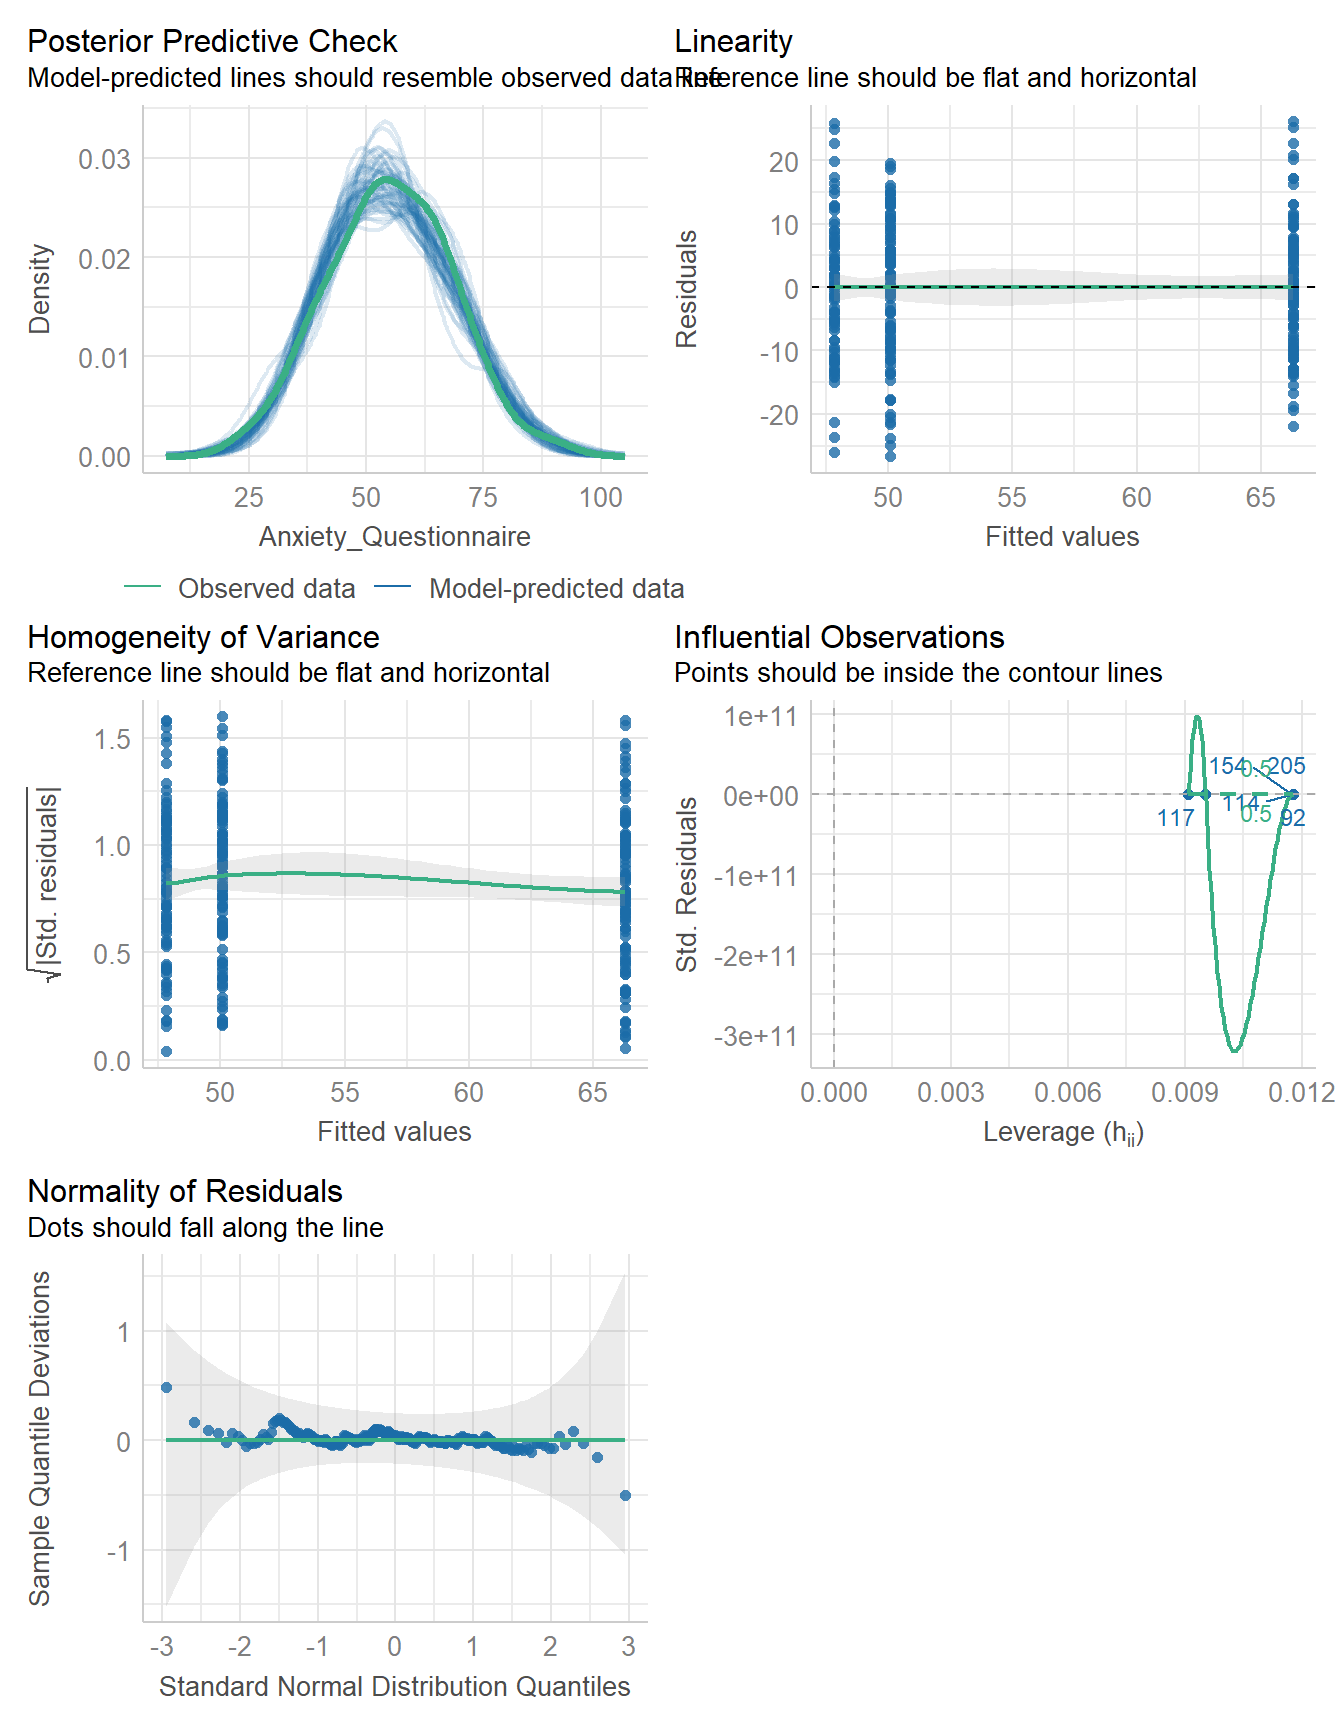 Posterior Predictive Check
Model-predicted lines should resemble observed data line
0.03
0.02
0.01
0.00
Density
25 50 75 100
Anxiety_Questionnaire
Observed data Model-predicted data
Linearity
Reference line should be flat and horizontal
20
10
0
-10
-20
Residuals
50 55 60 65
Fitted values
Homogeneity of Variance
Reference line should be flat and horizontal
1.5
1.0
0.5
0.0
√|Std. residuals|
50 55 60 65
Fitted values
Influential Observations
Points should be inside the contour lines
1e+11
0e+00
-1e+11
-2e+11
-3e+11
Std. Residuals
154 0.5 205
114
117 0.5 92
0.000 0.003 0.006 0.009 0.012
Leverage (hii)
Normality of Residuals
Dots should fall along the line
1
0
-1
Sample Quantile Deviations
-3 -2 -1 0 1 2 3
Standard Normal Distribution Quantiles